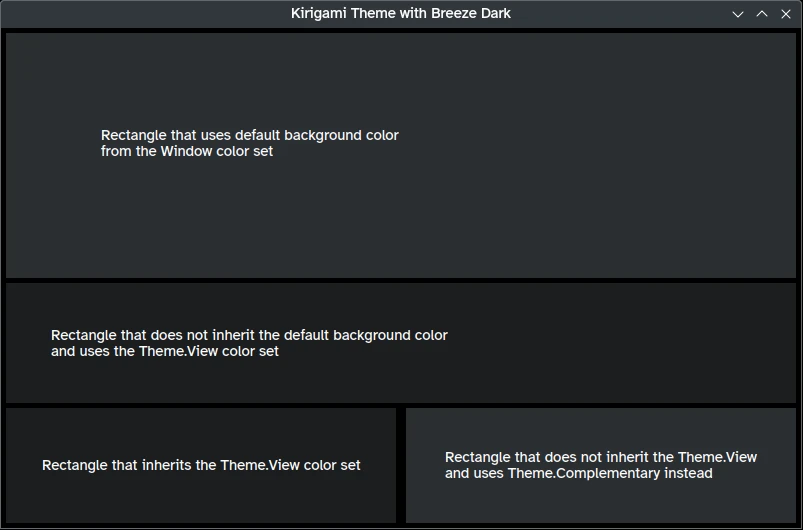 Kirigami Theme with Breeze Dark
Rectangle that uses default background color
from the Window color set
Rectangle that does not inherit the default background color
and uses the Theme.View color set
Rectangle that inherits the Theme.View color set
Rectangle that does not inherit the Theme.View
and uses Theme.Complementary instead